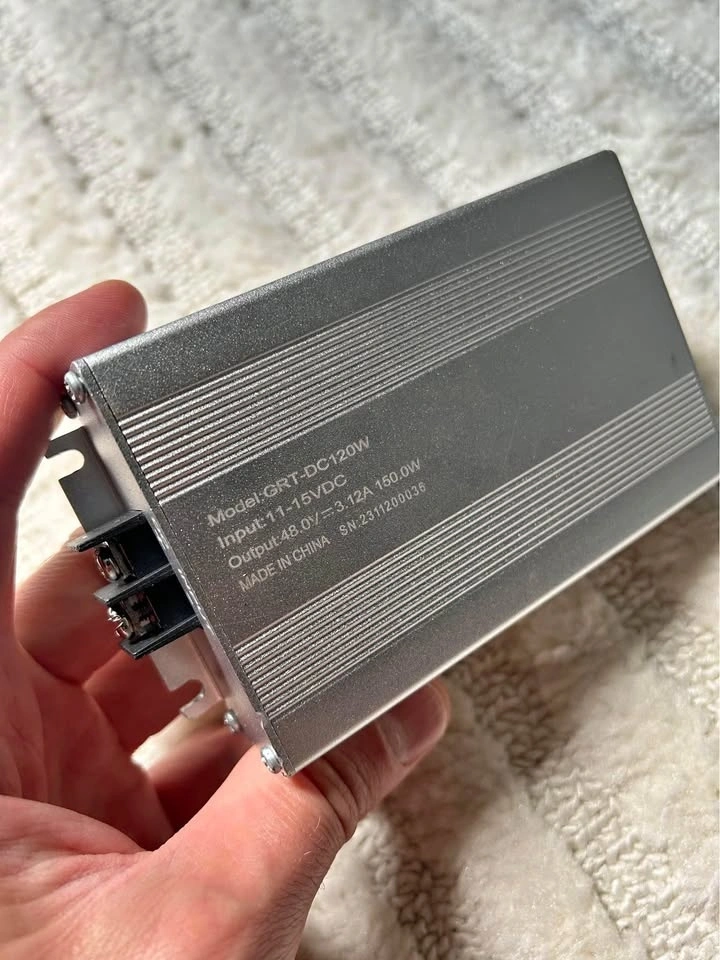 Model:GRT-DC120W
Input:11-15VDC
Output:48.0V⎓3.12A 150.0W
MADE IN CHINA SN:2311200036